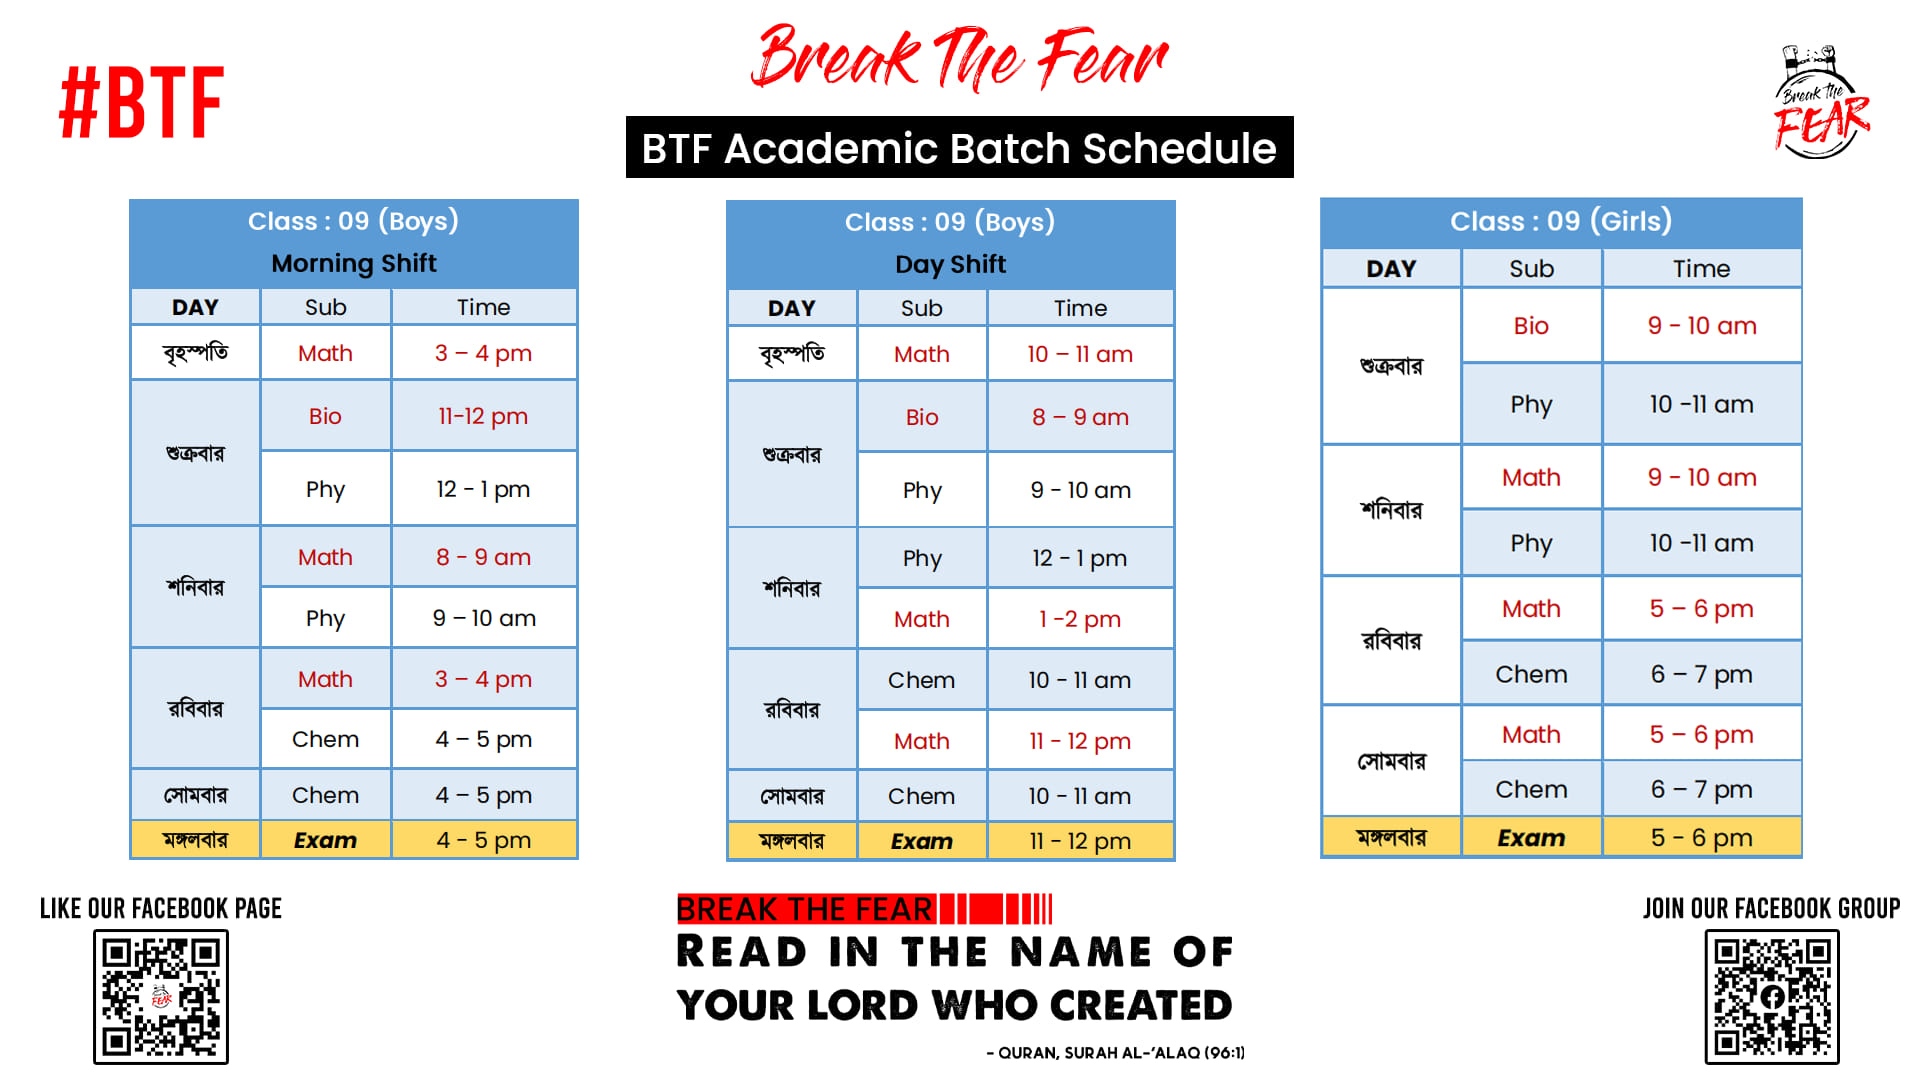 #BTF
Break The Fear
BTF Academic Batch Schedule
Break The
FEAR
Class : 09 (Boys)
Morning Shift
DAY Sub Time
বৃহস্পতি Math 3 – 4 pm
শুক্রবার Bio 11-12 pm
Phy 12 - 1 pm
শনিবার Math 8 - 9 am
Phy 9 – 10 am
রবিবার Math 3 – 4 pm
Chem 4 – 5 pm
সোমবার Chem 4 – 5 pm
মঙ্গলবার Exam 4 - 5 pm
Class : 09 (Boys)
Day Shift
DAY Sub Time
বৃহস্পতি Math 10 – 11 am
শুক্রবার Bio 8 – 9 am
Phy 9 - 10 am
শনিবার Phy 12 - 1 pm
Math 1 -2 pm
রবিবার Chem 10 - 11 am
Math 11 - 12 pm
সোমবার Chem 10 - 11 am
মঙ্গলবার Exam 11 - 12 pm
Class : 09 (Girls)
DAY Sub Time
শুক্রবার Bio 9 - 10 am
Phy 10 -11 am
শনিবার Math 9 - 10 am
Phy 10 -11 am
রবিবার Math 5 – 6 pm
Chem 6 – 7 pm
সোমবার Math 5 – 6 pm
Chem 6 – 7 pm
মঙ্গলবার Exam 5 - 6 pm
LIKE OUR FACEBOOK PAGE
FEAR
BREAK THE FEAR
READ IN THE NAME OF
YOUR LORD WHO CREATED
- QURAN, SURAH AL-‘ALAQ (96:1)
JOIN OUR FACEBOOK GROUP